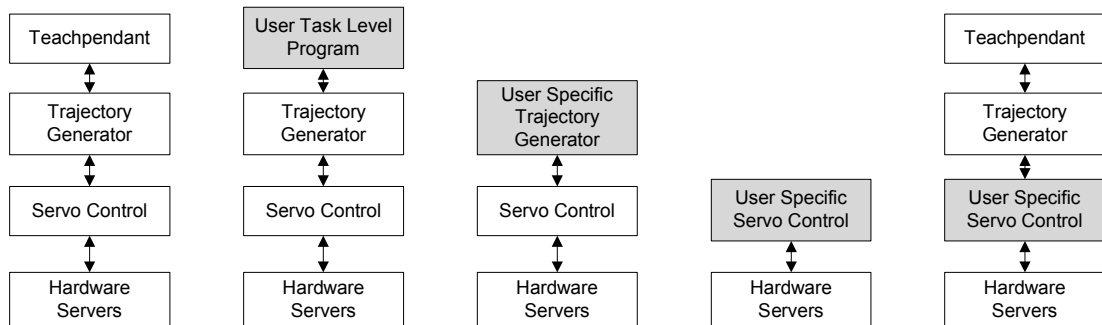 Teachpendant
Trajectory
Generator
Servo Control
Hardware
Servers
User Task Level
Program
Trajectory
Generator
Servo Control
Hardware
Servers
User Specific
Trajectory
Generator
Servo Control
Hardware
Servers
User Specific
Servo Control
Hardware
Servers
Teachpendant
Trajectory
Generator
User Specific
Servo Control
Hardware
Servers